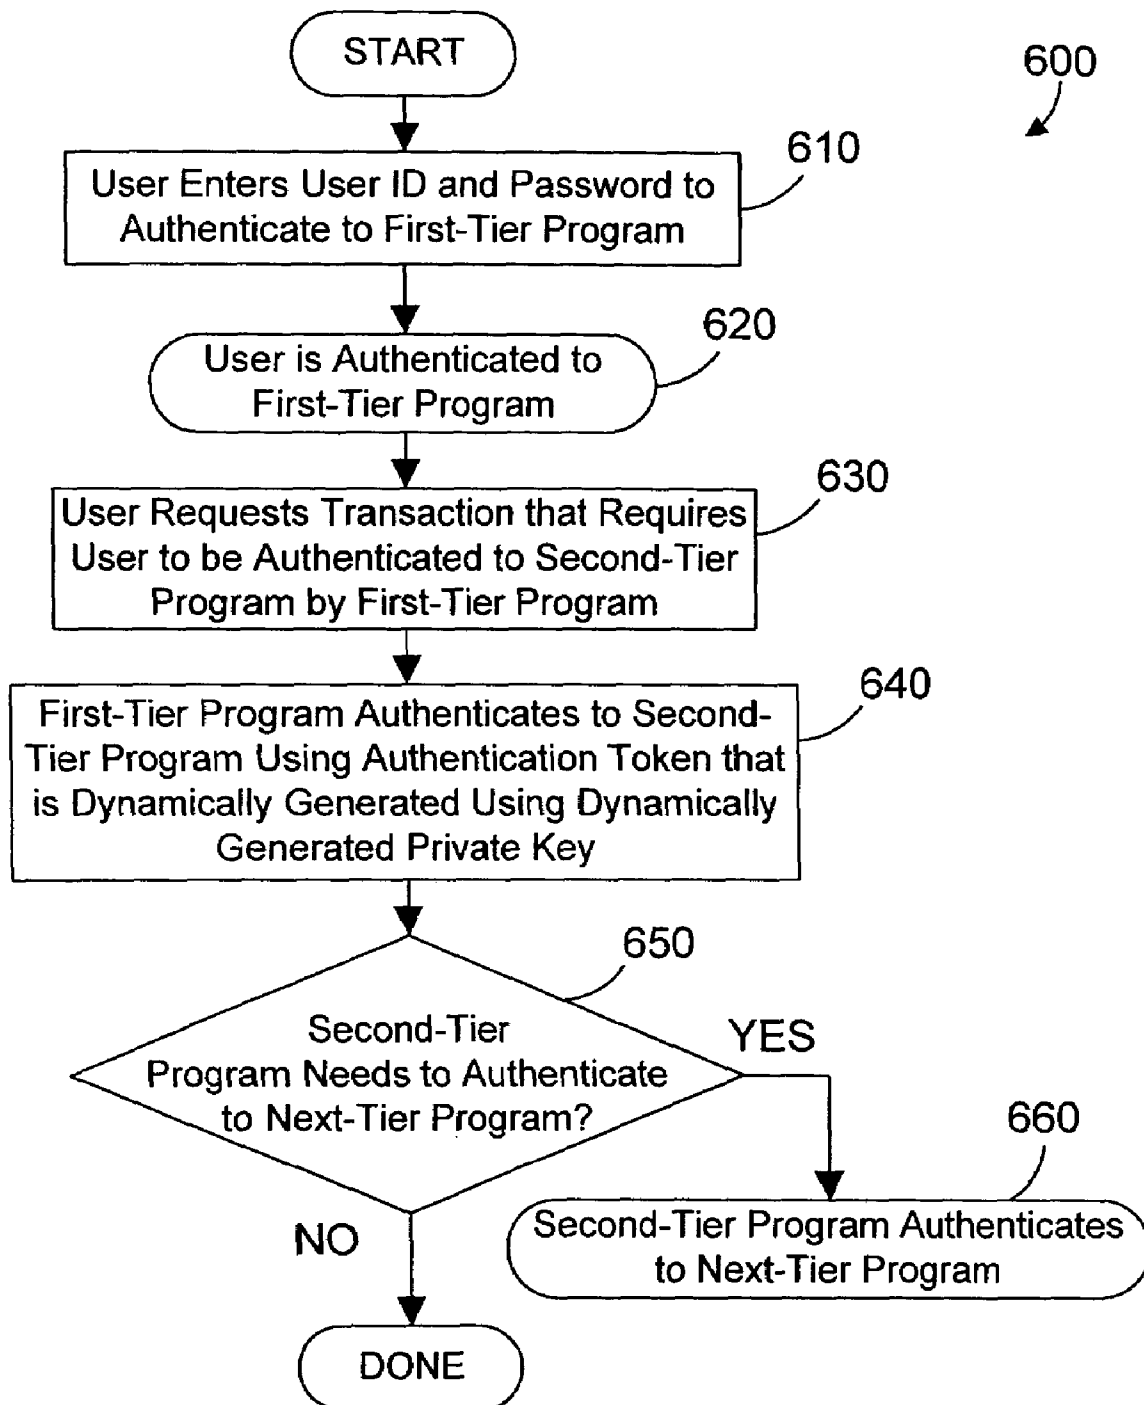 START
600
610
User Enters User ID and Password to
Authenticate to First-Tier Program
620
User is Authenticated to
First-Tier Program
630
User Requests Transaction that Requires
User to be Authenticated to Second-Tier
Program by First-Tier Program
640
First-Tier Program Authenticates to Second-
Tier Program Using Authentication Token that
is Dynamically Generated Using Dynamically
Generated Private Key
650
Second-Tier
Program Needs to Authenticate
to Next-Tier Program?
YES
660
Second-Tier Program Authenticates
to Next-Tier Program
NO
DONE